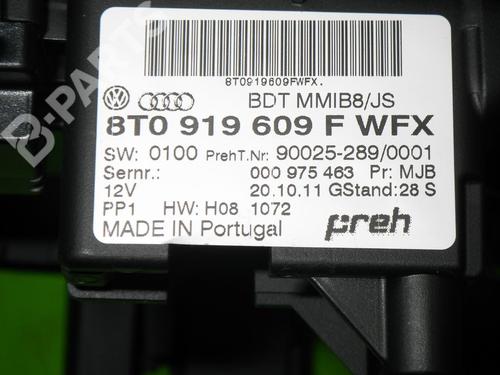 B-PARTS
8T0919609FWFX.
BDT MMIB8/JS
8T0 919 609 F WFX
SW: 0100 PrehT.Nr: 90025-289/0001
Sernr.: 000 975 463 Pr: MJB
12V 20.10.11 GStand: 28 S
PP1 HW: H08 1072
MADE IN Portugal preh